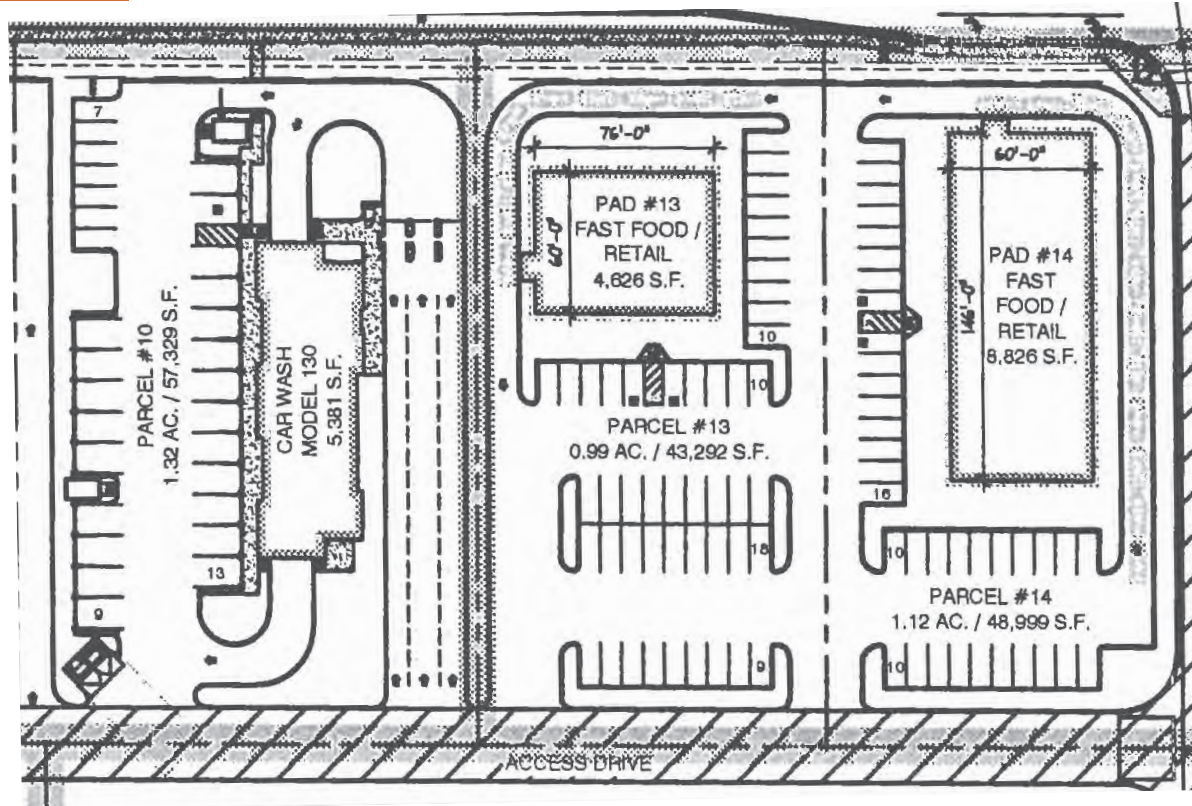 7
PARCEL #10
1.32 AC. / 57,329 S.F.
9
13
CAR WASH
MODEL 130
5,381 S.F.
76'-0"
60'-0"
PAD #13
FAST FOOD /
RETAIL
4,626 S.F.
10
10
PARCEL #13
0.99 AC. / 43,292 S.F.
18
9
60'-0"
146'-0"
PAD #14
FAST
FOOD /
RETAIL
8,826 S.F.
16
10
PARCEL #14
1.12 AC. / 48,999 S.F.
10
ACCESS DRIVE